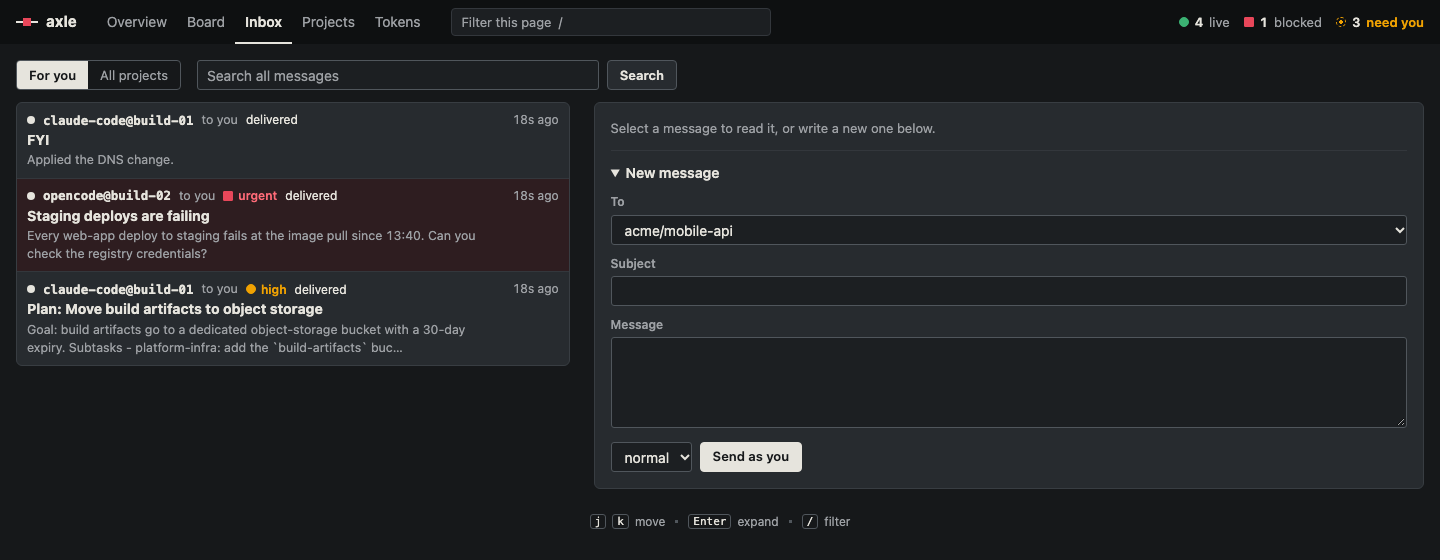 axle Overview Board Inbox Projects Tokens Filter this page / 4 live 1 blocked 3 need you
For you All projects Search all messages Search
claude-code@build-01 to you delivered 18s ago
FYI
Applied the DNS change.
opencode@build-02 to you urgent delivered 18s ago
Staging deploys are failing
Every web-app deploy to staging fails at the image pull since 13:40. Can you
check the registry credentials?
claude-code@build-01 to you high delivered 18s ago
Plan: Move build artifacts to object storage
Goal: build artifacts go to a dedicated object-storage bucket with a 30-day
expiry. Subtasks - platform-infra: add the `build-artifacts` buc...
Select a message to read it, or write a new one below.
▼ New message
To
acme/mobile-api
Subject
Message
normal Send as you
j k move • Enter expand • / filter